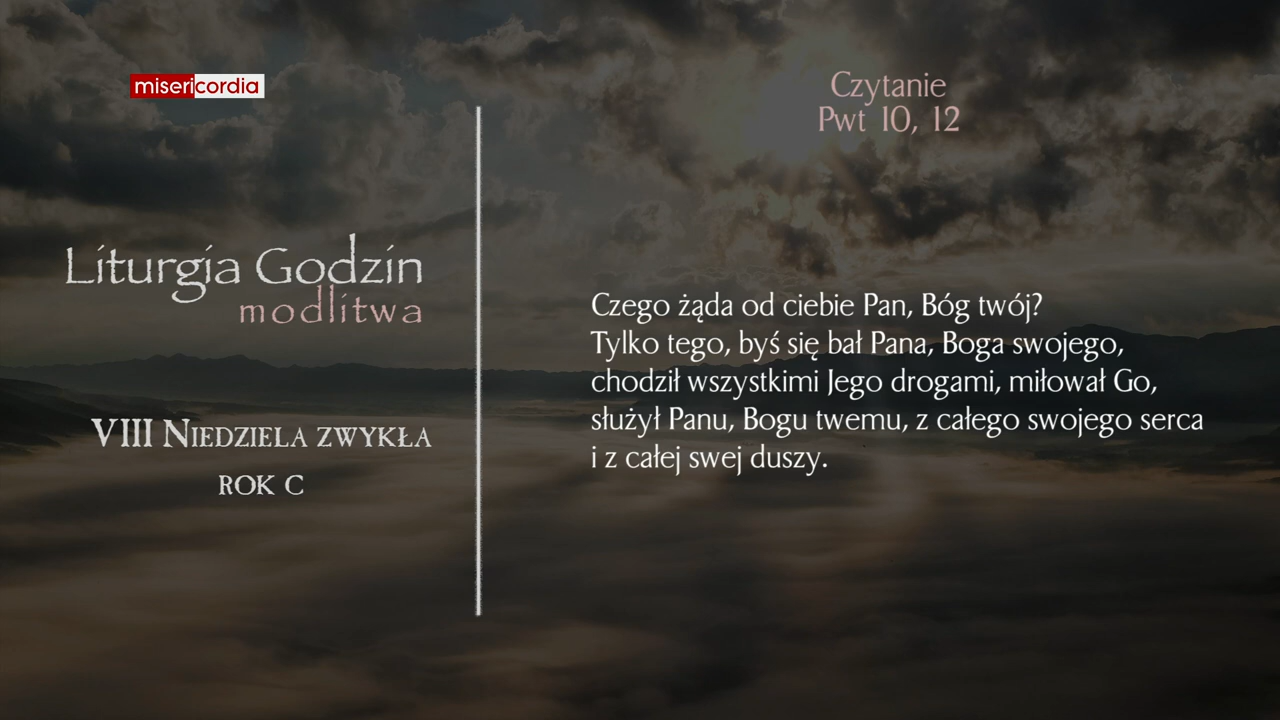 misericordia
Liturgia Godzin
modlitwa
VIII Niedziela zwykła
rok C
Czytanie
Pwt 10, 12
Czego żąda od ciebie Pan, Bóg twój?
Tylko tego, byś się bał Pana, Boga swojego,
chodził wszystkimi Jego drogami, miłował Go,
służył Panu, Bogu twemu, z całego swojego serca
i z całej swej duszy.